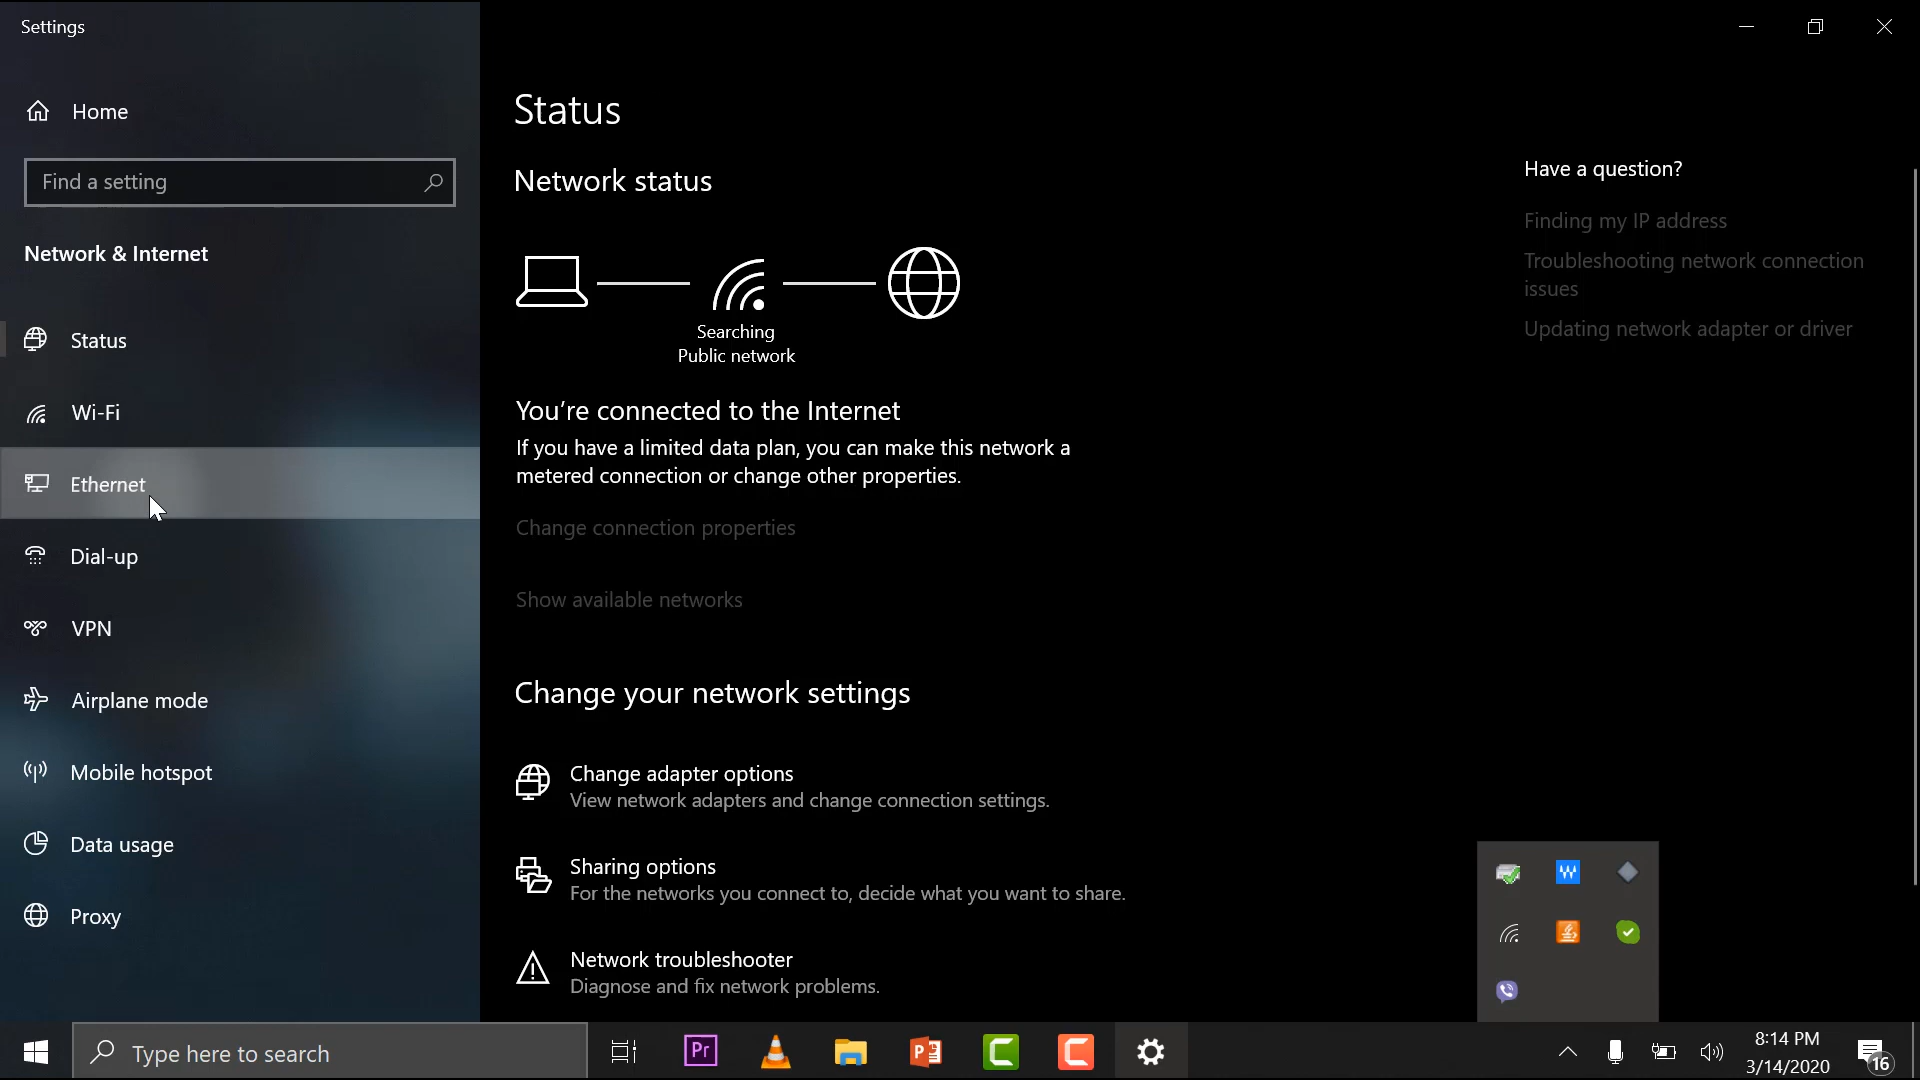 Settings
Home
Find a setting
Network & Internet
Status
Wi-Fi
Ethernet
Dial-up
VPN
Airplane mode
Mobile hotspot
Data usage
Proxy
Status
Network status
Searching
Public network
You're connected to the Internet
If you have a limited data plan, you can make this network a
metered connection or change other properties.
Change connection properties
Show available networks
Change your network settings
Change adapter options
View network adapters and change connection settings.
Sharing options
For the networks you connect to, decide what you want to share.
Network troubleshooter
Diagnose and fix network problems.
Have a question?
Finding my IP address
Troubleshooting network connection
issues
Updating network adapter or driver
Type here to search
Pr
8:14 PM
3/14/2020
16